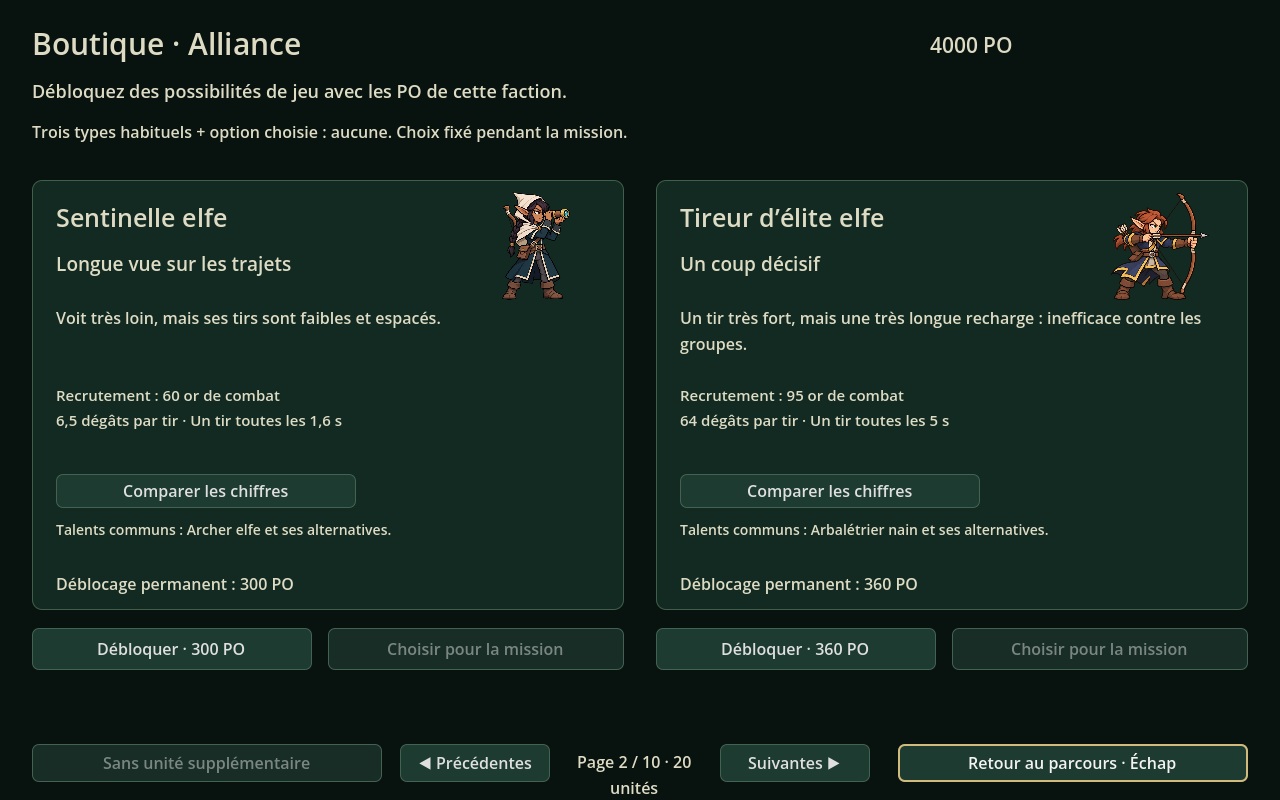 Boutique · Alliance
4000 PO
Débloquez des possibilités de jeu avec les PO de cette faction.
Trois types habituels + option choisie : aucune. Choix fixé pendant la mission.
Sentinelle elfe
Longue vue sur les trajets
Voit très loin, mais ses tirs sont faibles et espacés.
Recrutement : 60 or de combat
6,5 dégâts par tir · Un tir toutes les 1,6 s
Comparer les chiffres
Talents communs : Archer elfe et ses alternatives.
Déblocage permanent : 300 PO
Débloquer · 300 PO
Choisir pour la mission
Tireur d’élite elfe
Un coup décisif
Un tir très fort, mais une très longue recharge : inefficace contre les
groupes.
Recrutement : 95 or de combat
64 dégâts par tir · Un tir toutes les 5 s
Comparer les chiffres
Talents communs : Arbalétrier nain et ses alternatives.
Déblocage permanent : 360 PO
Débloquer · 360 PO
Choisir pour la mission
Sans unité supplémentaire
◀ Précédentes
Page 2 / 10 · 20
unités
Suivantes ▶
Retour au parcours · Échap